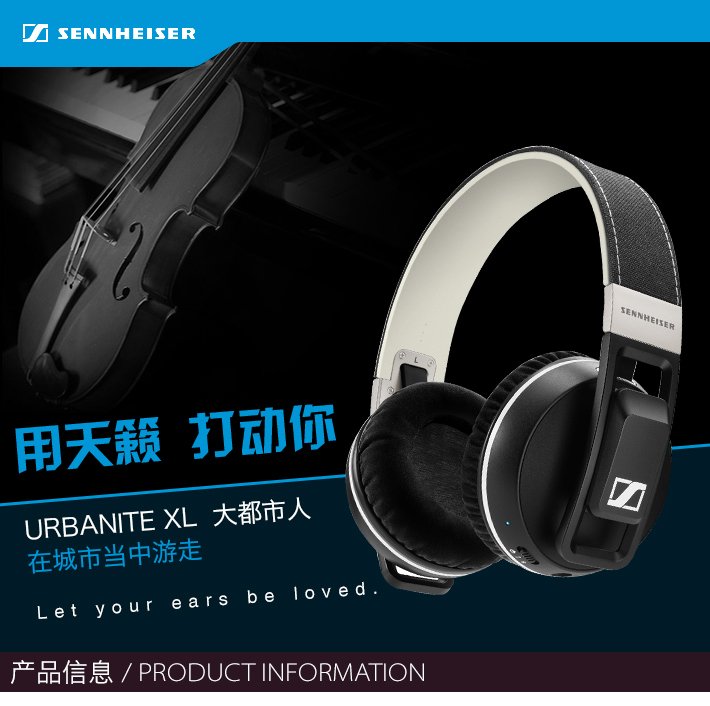 SENNHEISER
SENNHEISER
L
用天籁 打动你
URBANITE XL 大都市人
在城市当中游走
Let your ears be loved.
产品信息 / PRODUCT INFORMATION